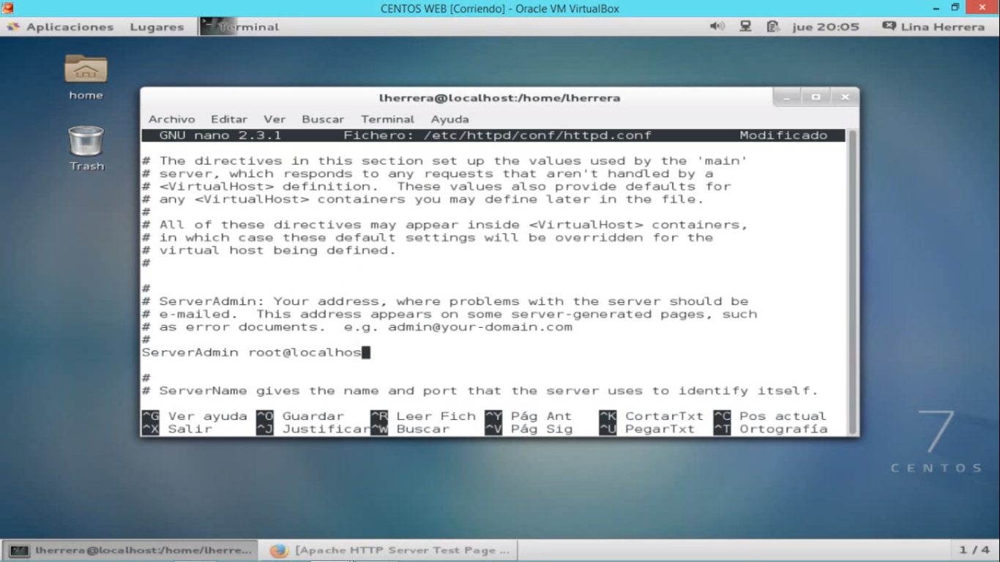 CENTOS WEB [Corriendo] - Oracle VM VirtualBox
Aplicaciones Lugares Terminal jue 20:05 Lina Herrera
home
Trash
lherrera@localhost:/home/lherrera
Archivo Editar Ver Buscar Terminal Ayuda
GNU nano 2.3.1 Fichero: /etc/httpd/conf/httpd.conf Modificado
# The directives in this section set up the values used by the 'main'
# server, which responds to any requests that aren't handled by a
# <VirtualHost> definition.  These values also provide defaults for
# any <VirtualHost> containers you may define later in the file.
#
# All of these directives may appear inside <VirtualHost> containers,
# in which case these default settings will be overridden for the
# virtual host being defined.
#
#
# ServerAdmin: Your address, where problems with the server should be
# e-mailed.  This address appears on some server-generated pages, such
# as error documents.  e.g. admin@your-domain.com
#
ServerAdmin root@localhos
#
# ServerName gives the name and port that the server uses to identify itself.
^G Ver ayuda ^O Guardar ^R Leer Fich ^Y Pág Ant ^K CortarTxt ^C Pos actual
^X Salir ^J Justificar ^W Buscar ^V Pág Sig ^U PegarTxt ^T Ortografía
7
CENTOS
lherrera@localhost:/home/lherre... [Apache HTTP Server Test Page ... 1 / 4